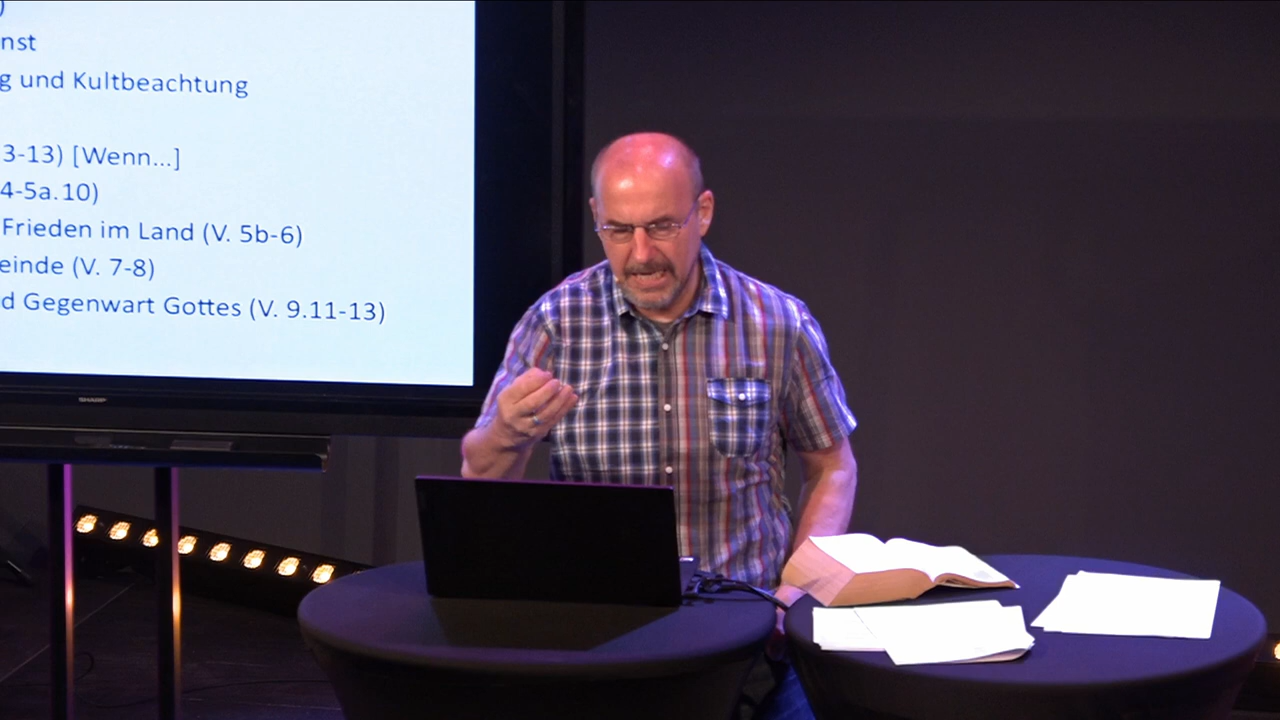 )
nst
g und Kultbeachtung
3-13) [Wenn...]
4-5a.10)
Frieden im Land (V. 5b-6)
einde (V. 7-8)
d Gegenwart Gottes (V. 9.11-13)
SHARP